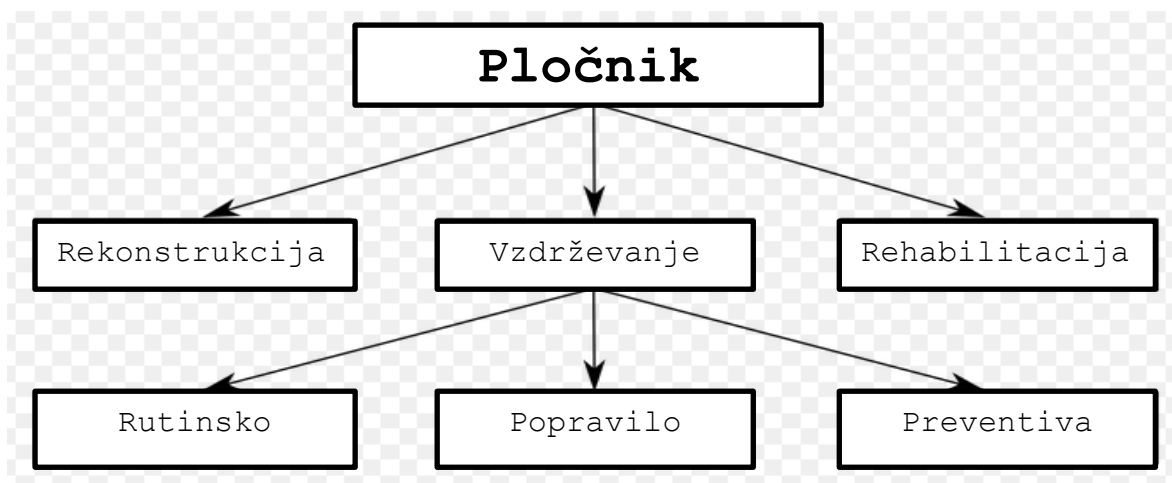 Pločnik
Rekonstrukcija
Vzdrževanje
Rehabilitacija
Rutinsko
Popravilo
Preventiva